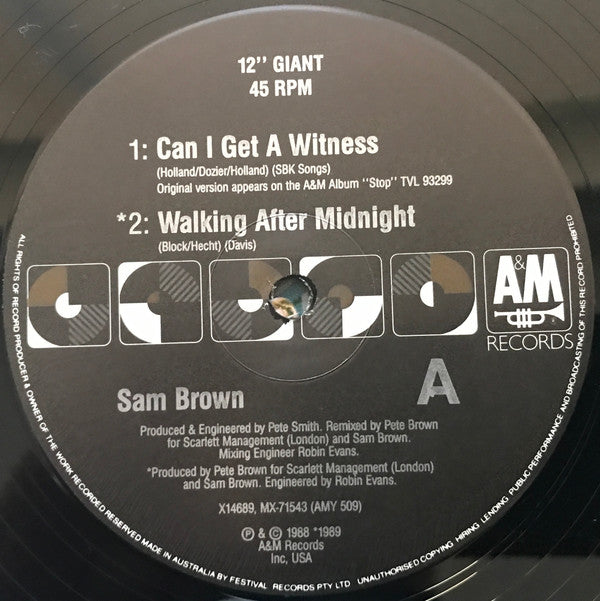 12'' GIANT
45 RPM
1: Can I Get A Witness
(Holland/Dozier/Holland) (SBK Songs)
Original version appears on the A&M Album "Stop" TVL 93299
*2: Walking After Midnight
(Block/Hecht) (Davis)
A&M
RECORDS
Sam Brown
A
Produced & Engineered by Pete Smith. Remixed by Pete Brown
for Scarlett Management (London) and Sam Brown.
Mixing Engineer Robin Evans.
*Produced by Pete Brown for Scarlett Management (London)
and Sam Brown. Engineered by Robin Evans.
X14689, MX-71543 (AMY 509)
℗ & © 1988 *1989
A&M Records
Inc, USA
ALL RIGHTS OF RECORD PRODUCER & OWNER OF THE WORK RECORDED RESERVED MADE IN AUSTRALIA BY FESTIVAL RECORDS PTY LTD UNAUTHORISED COPYING HIRING LENDING PUBLIC PERFORMANCE AND BROADCASTING OF THIS RECORD PROHIBITED